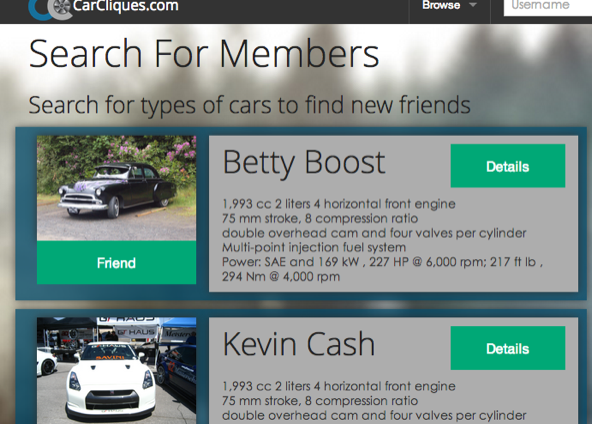 CarCliques.com
Browse
Username
Search For Members
Search for types of cars to find new friends
Betty Boost
Details
1,993 cc 2 liters 4 horizontal front engine
75 mm stroke, 8 compression ratio
double overhead cam and four valves per cylinder
Multi-point injection fuel system
Power: SAE and 169 kW , 227 HP @ 6,000 rpm; 217 ft lb ,
294 Nm @ 4,000 rpm
Friend
GF HAUS
Kevin Cash
Details
1,993 cc 2 liters 4 horizontal front engine
75 mm stroke, 8 compression ratio
double overhead cam and four valves per cylinder